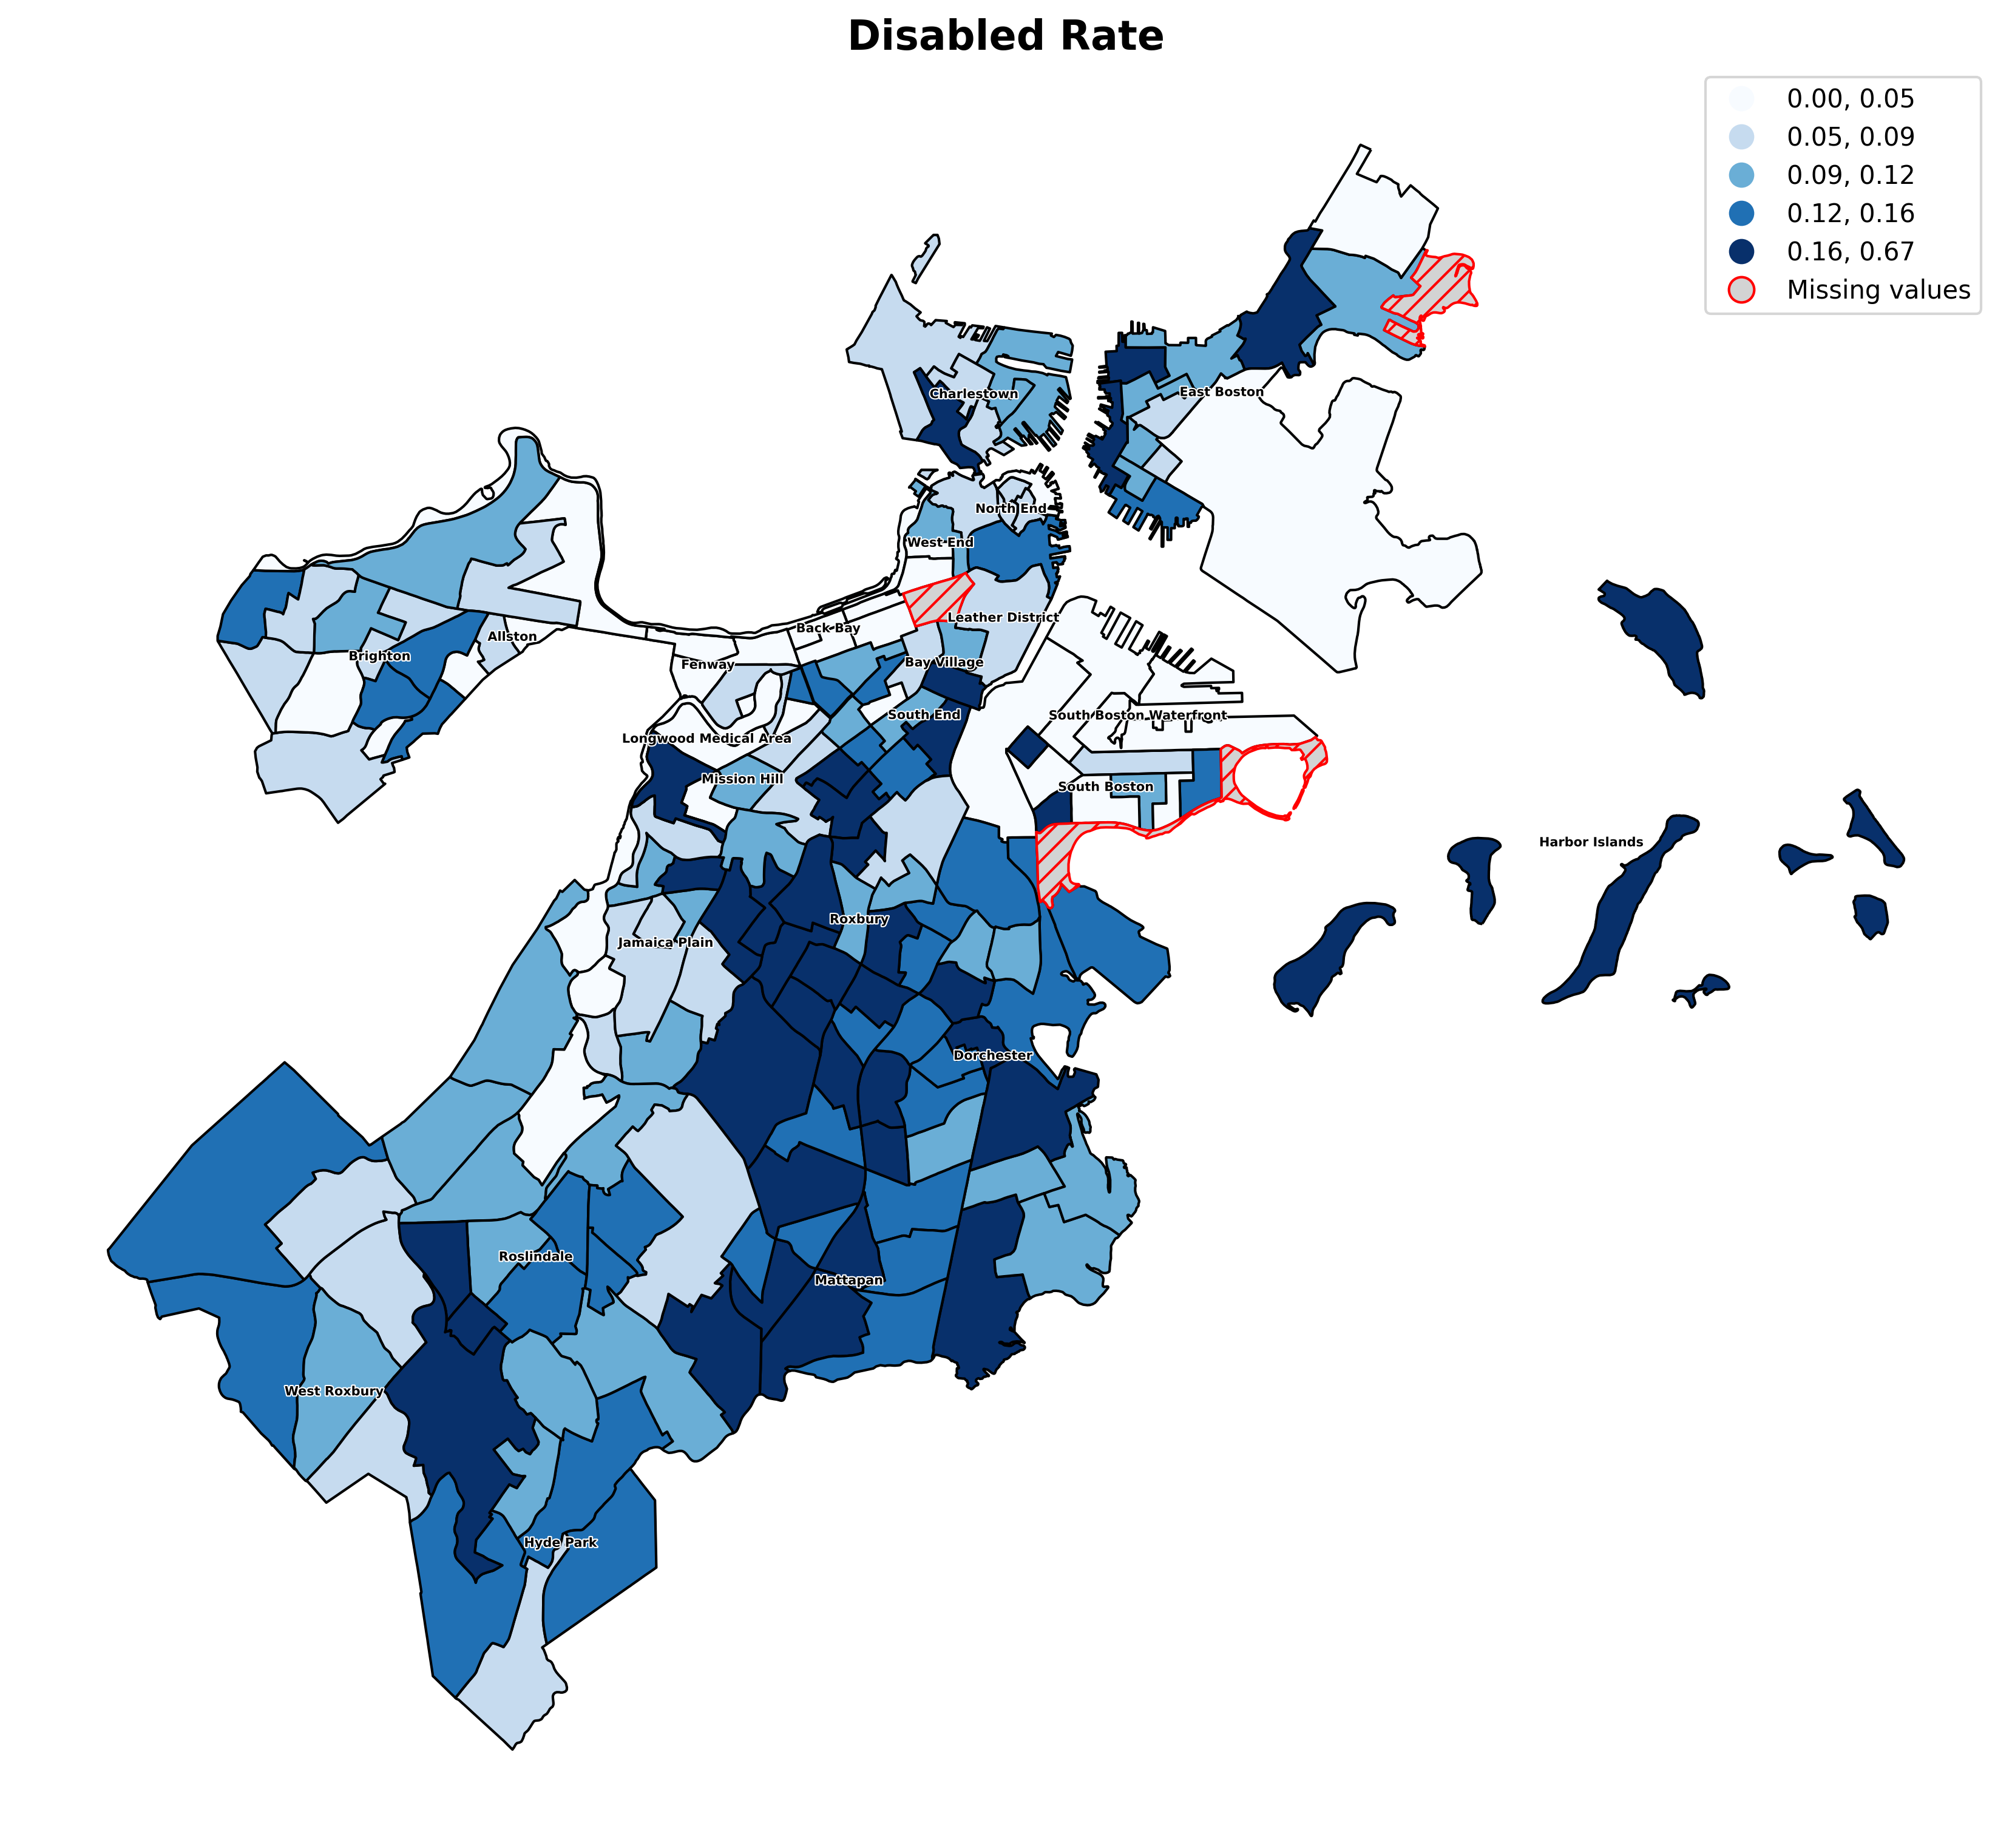 Disabled Rate
0.00, 0.05
0.05, 0.09
0.09, 0.12
0.12, 0.16
0.16, 0.67
Missing values
Charlestown
East Boston
North End
West End
Leather District
Back Bay
Allston
Brighton
Fenway
Bay Village
South End
South Boston Waterfront
Longwood Medical Area
Mission Hill
South Boston
Harbor Islands
Roxbury
Jamaica Plain
Dorchester
Roslindale
Mattapan
West Roxbury
Hyde Park